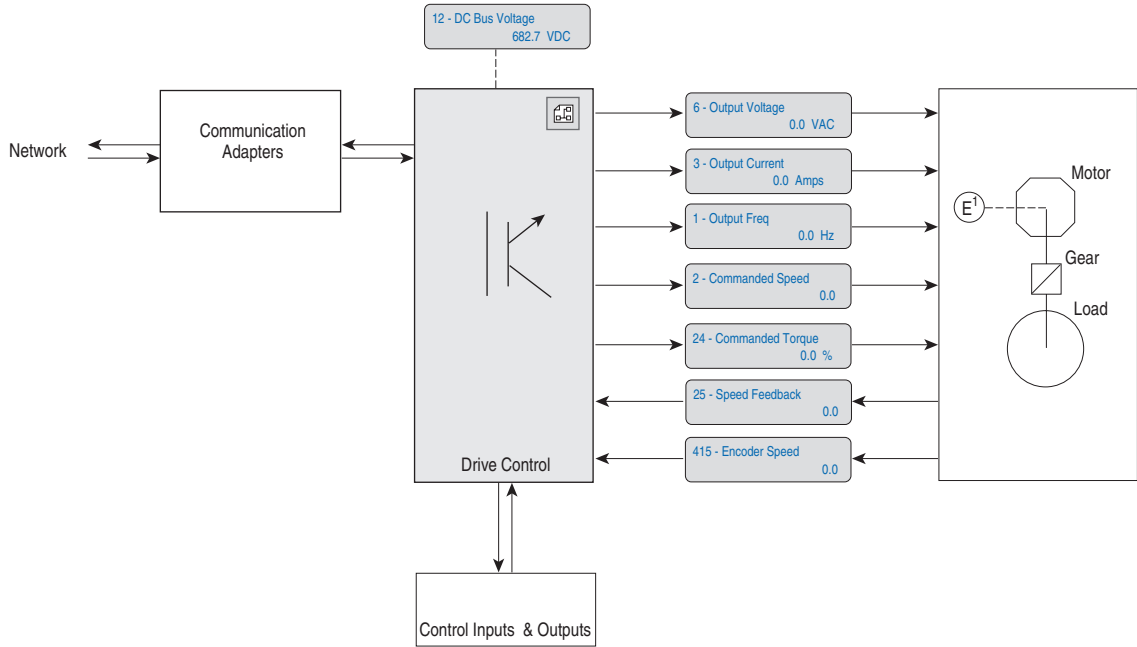 12 - DC Bus Voltage
682.7 VDC
Network
Communication
Adapters
6 - Output Voltage
0.0 VAC
3 - Output Current
0.0 Amps
1 - Output Freq
0.0 Hz
2 - Commanded Speed
0.0
24 - Commanded Torque
0.0 %
25 - Speed Feedback
0.0
415 - Encoder Speed
0.0
Drive Control
Motor
E1
Gear
Load
Control Inputs & Outputs